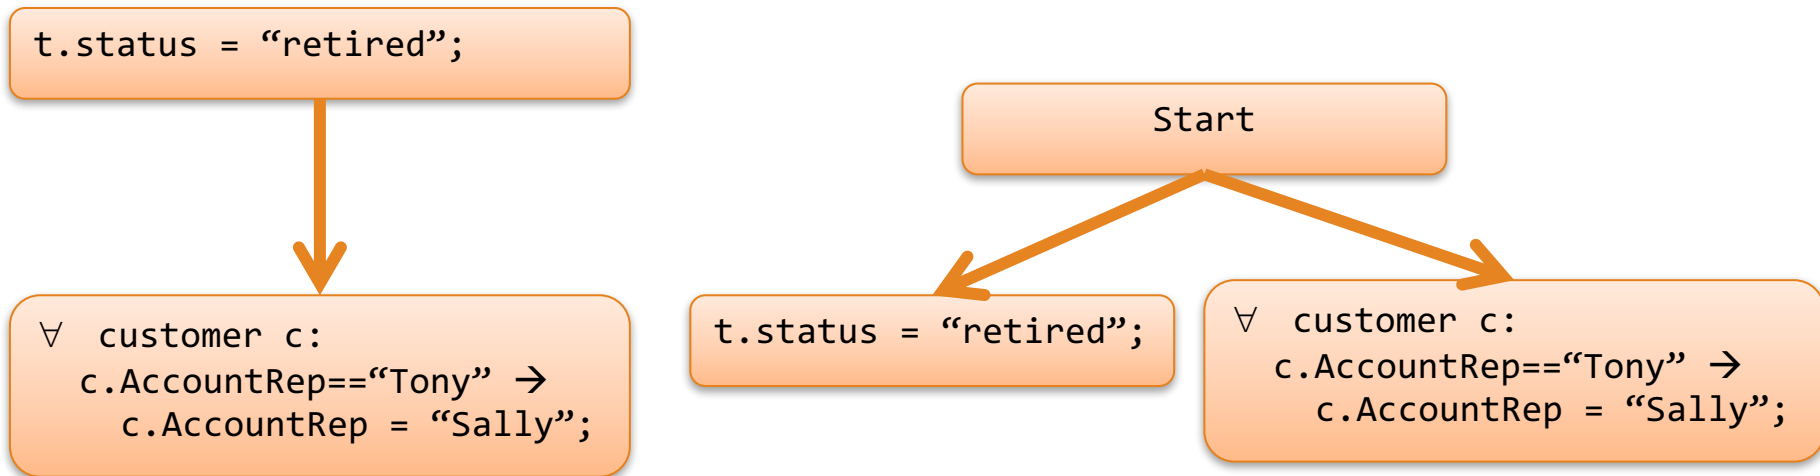 t.status = “retired”;
∀ customer c:
c.AccountRep==“Tony” →
c.AccountRep = “Sally”;
Start
t.status = “retired”;
∀ customer c:
c.AccountRep==“Tony” →
c.AccountRep = “Sally”;